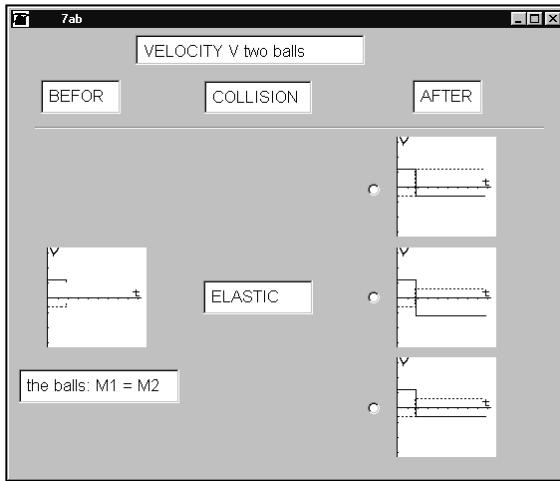 7ab
VELOCITY V two balls
BEFOR COLLISION AFTER
V
t
V
t
ELASTIC
V
t
the balls: M1 = M2
V
t